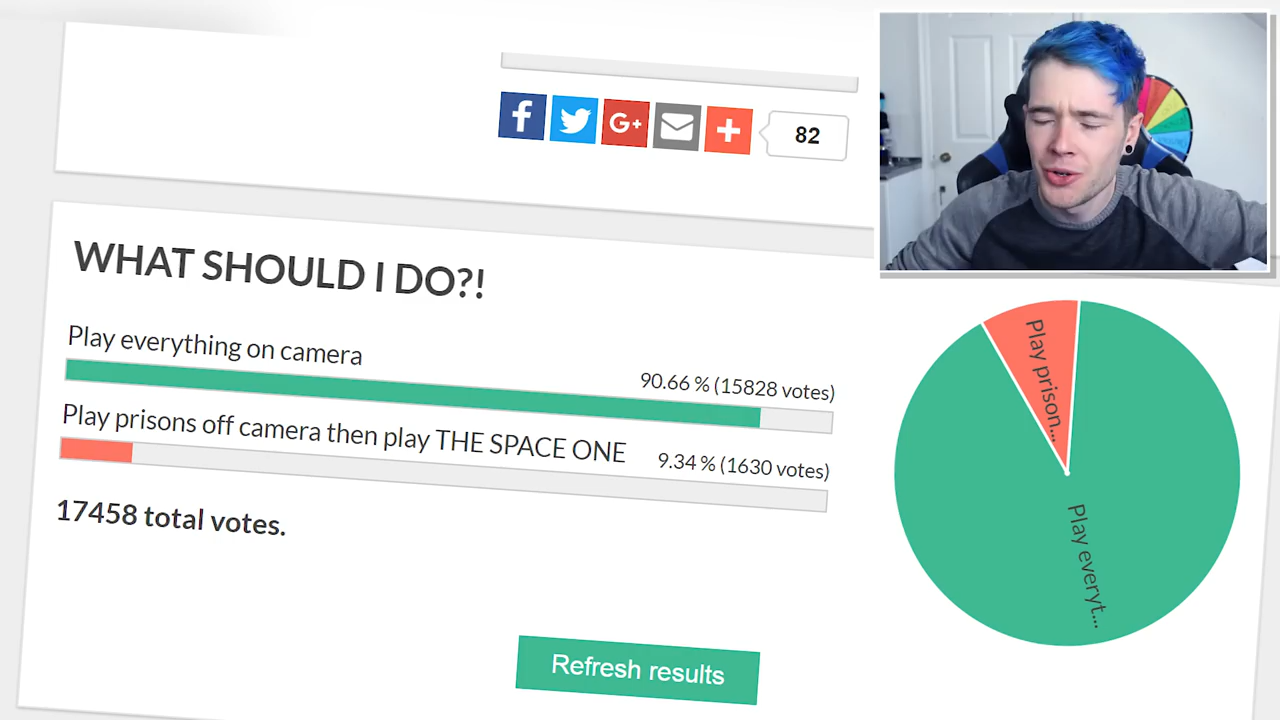 82
WHAT SHOULD I DO?!
Play everything on camera
90.66 % (15828 votes)
Play prisons off camera then play THE SPACE ONE
9.34 % (1630 votes)
17458 total votes.
Refresh results
Play prison...
Play everyt...